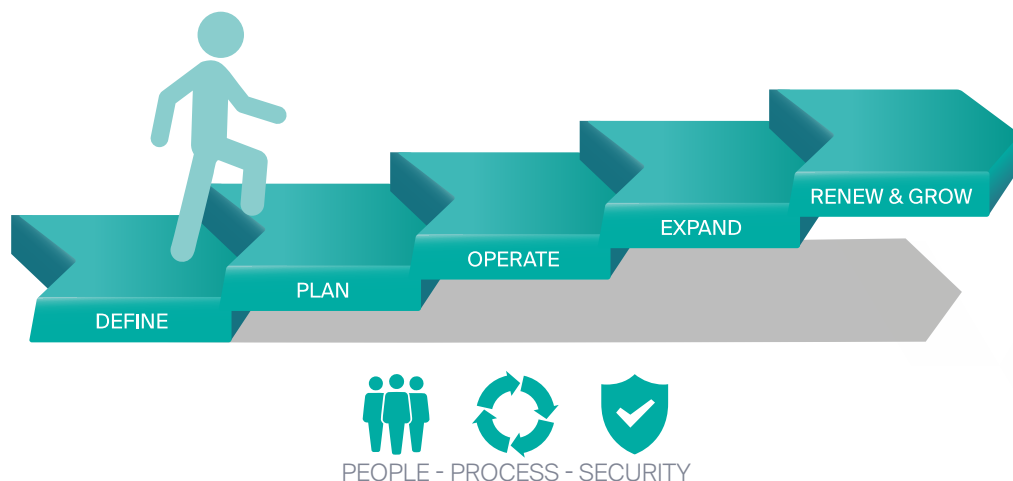 DEFINE
PLAN
OPERATE
EXPAND
RENEW & GROW
PEOPLE - PROCESS - SECURITY